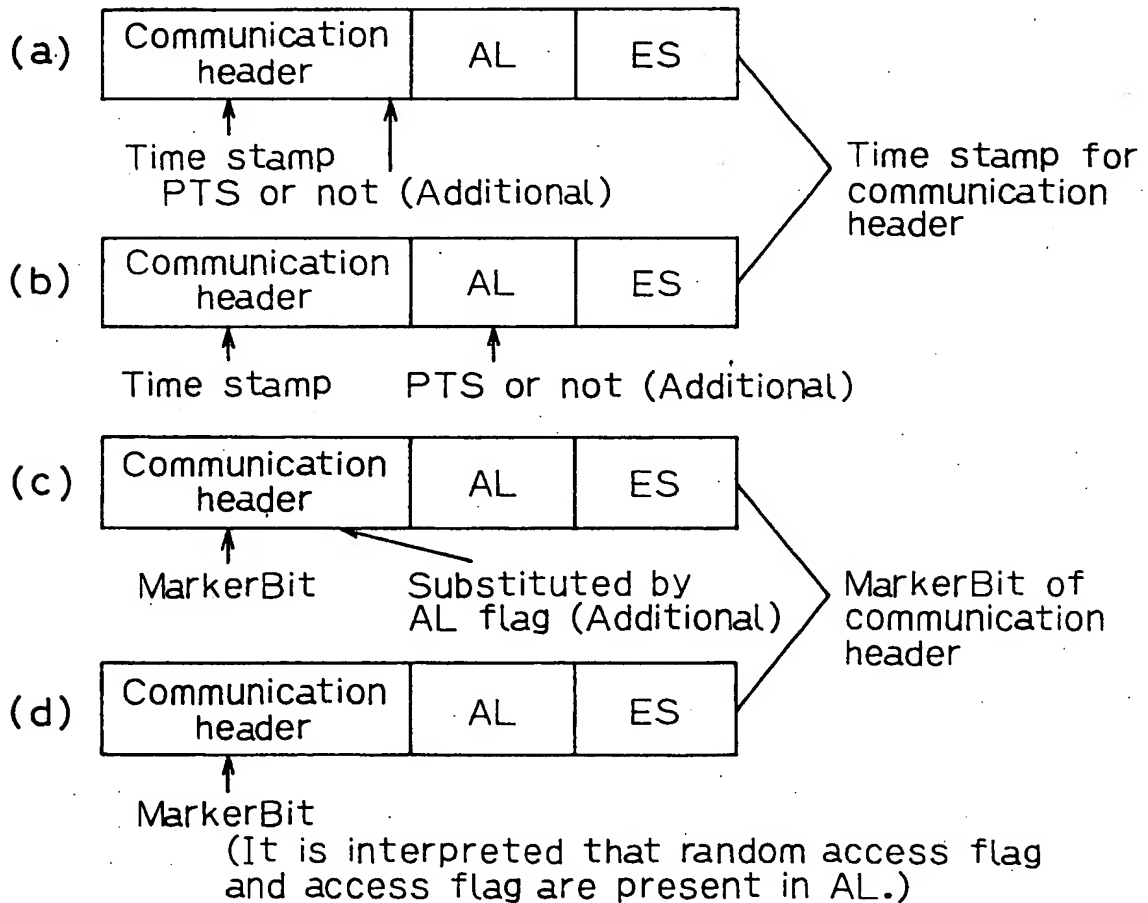 (a) Communication header AL ES
Time stamp
PTS or not (Additional)
Time stamp for
communication
header
(b) Communication header AL ES
Time stamp PTS or not (Additional)
(c) Communication header AL ES
MarkerBit Substituted by
AL flag (Additional)
MarkerBit of
communication
header
(d) Communication header AL ES
MarkerBit
(It is interpreted that random access flag
and access flag are present in AL.)